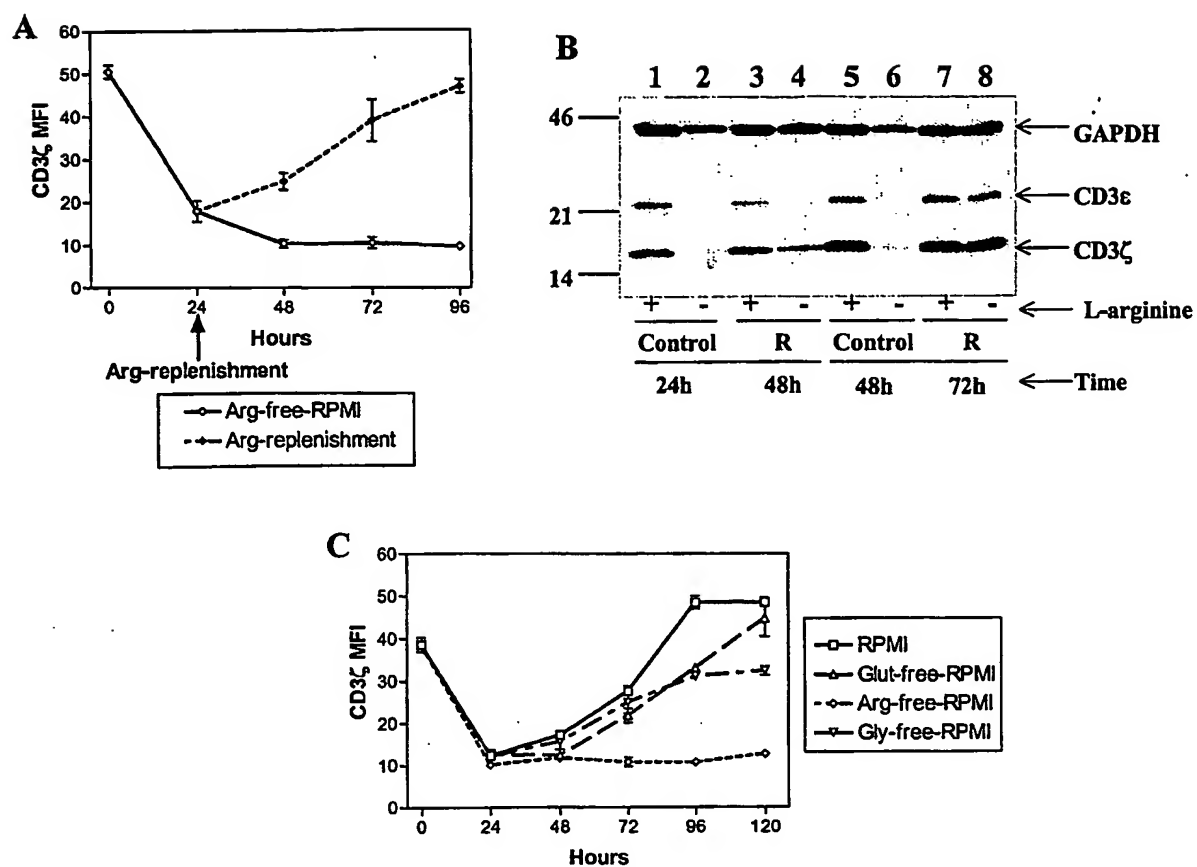 A
60
50
40
30
20
10
0
CD3ζ MFI
0 24 48 72 96
Hours
Arg-replenishment
Arg-free-RPMI
Arg-replenishment
B
1 2 3 4 5 6 7 8
46
21
14
GAPDH
CD3ε
CD3ζ
+ - + - + - + -
L-arginine
Control R Control R
24h 48h 48h 72h
Time
C
60
50
40
30
20
10
0
CD3ζ MFI
0 24 48 72 96 120
Hours
RPMI
Glut-free-RPMI
Arg-free-RPMI
Gly-free-RPMI